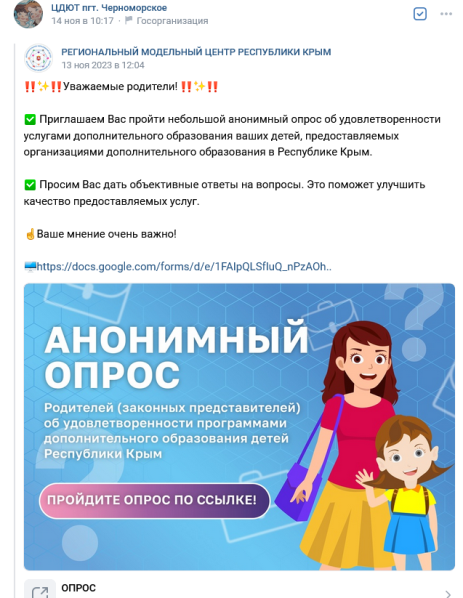 ЦДЮТ пгт. Черноморское
14 ноя в 10:17 · Госорганизация
РЕГИОНАЛЬНЫЙ МОДЕЛЬНЫЙ ЦЕНТР РЕСПУБЛИКИ КРЫМ
13 ноя 2023 в 12:04
‼️✨‼️Уважаемые родители! ‼️✨‼️
✅ Приглашаем Вас пройти небольшой анонимный опрос об удовлетворенности
услугами дополнительного образования ваших детей, предоставляемых
организациями дополнительного образования в Республике Крым.
✅ Просим Вас дать объективные ответы на вопросы. Это поможет улучшить
качество предоставляемых услуг.
☝Ваше мнение очень важно!
https://docs.google.com/forms/d/e/1FAIpQLSfluQ_nPzAOh..
АНОНИМНЫЙ
ОПРОС
Родителей (законных представителей)
об удовлетворенности программами
дополнительного образования детей
Республики Крым
ПРОЙДИТЕ ОПРОС ПО ССЫЛКЕ!
ОПРОС